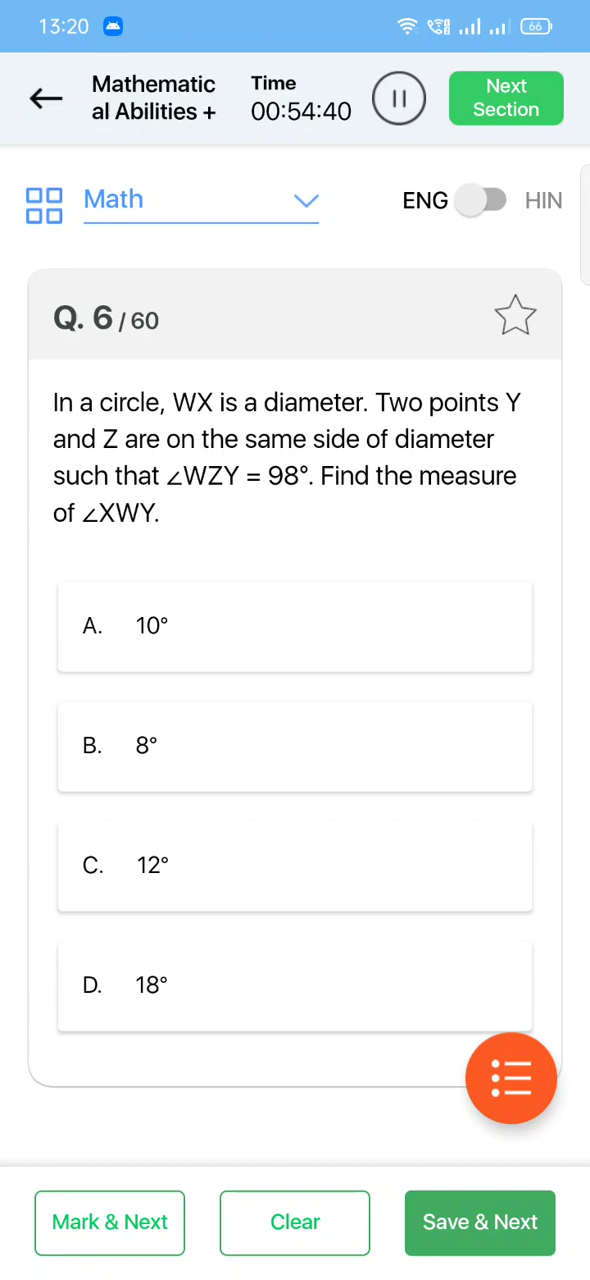 13:20
66
Mathematic
al Abilities +
Time
00:54:40
Next
Section
Math
ENG
HIN
Q. 6 / 60
In a circle, WX is a diameter. Two points Y
and Z are on the same side of diameter
such that ∠WZY = 98°. Find the measure
of ∠XWY.
A. 10°
B. 8°
C. 12°
D. 18°
Mark & Next
Clear
Save & Next